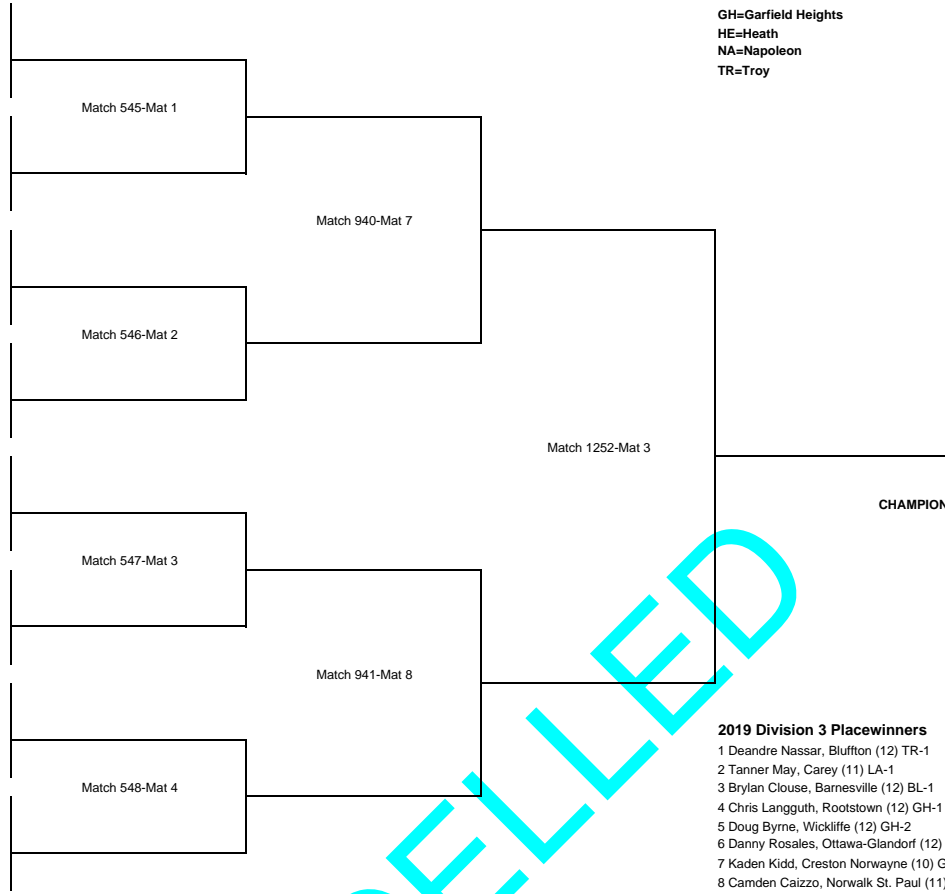 GH=Garfield Heights
HE=Heath
NA=Napoleon
TR=Troy
Match 545-Mat 1
Match 940-Mat 7
Match 546-Mat 2
Match 1252-Mat 3
CHAMPION
Match 547-Mat 3
Match 941-Mat 8
Match 548-Mat 4
ELLED
2019 Division 3 Placewinners
1 Deandre Nassar, Bluffton (12) TR-1
2 Tanner May, Carey (11) LA-1
3 Brylan Clouse, Barnesville (12) BL-1
4 Chris Langguth, Rootstown (12) GH-1
5 Doug Byrne, Wickliffe (12) GH-2
6 Danny Rosales, Ottawa-Glandorf (12)
7 Kaden Kidd, Creston Norwayne (10) G
8 Camden Caizzo, Norwalk St. Paul (11)